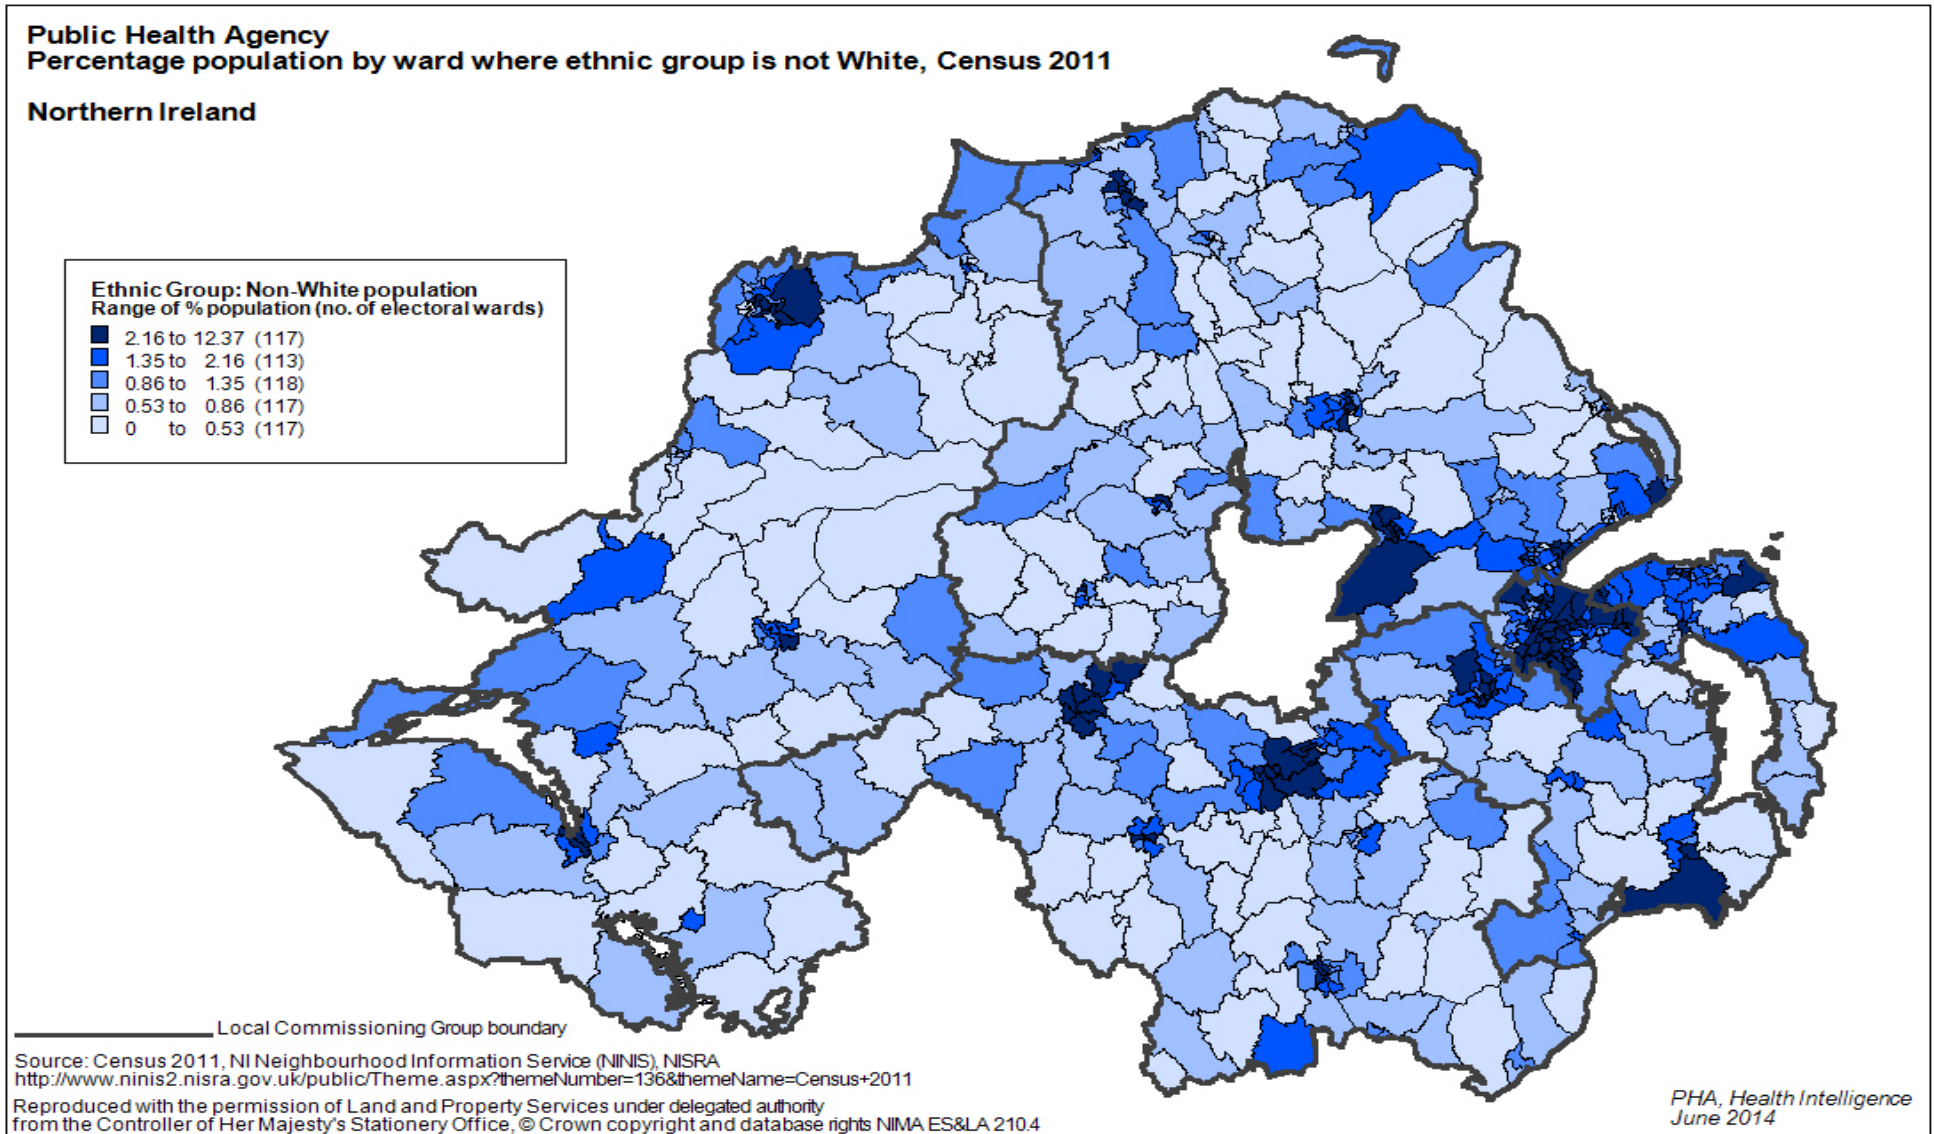 Public Health Agency
Percentage population by ward where ethnic group is not White, Census 2011
Northern Ireland
Ethnic Group: Non-White population
Range of % population (no. of electoral wards)
2.16 to 12.37 (117)
1.35 to 2.16 (113)
0.86 to 1.35 (118)
0.53 to 0.86 (117)
0 to 0.53 (117)
Local Commissioning Group boundary
Source: Census 2011, NI Neighbourhood Information Service (NINIS), NISRA
http://www.ninis2.nisra.gov.uk/public/Theme.aspx?themeNumber=136&themeName=Census+2011
Reproduced with the permission of Land and Property Services under delegated authority
from the Controller of Her Majesty's Stationery Office, © Crown copyright and database rights NIMA ES&LA 210.4
PHA, Health Intelligence
June 2014